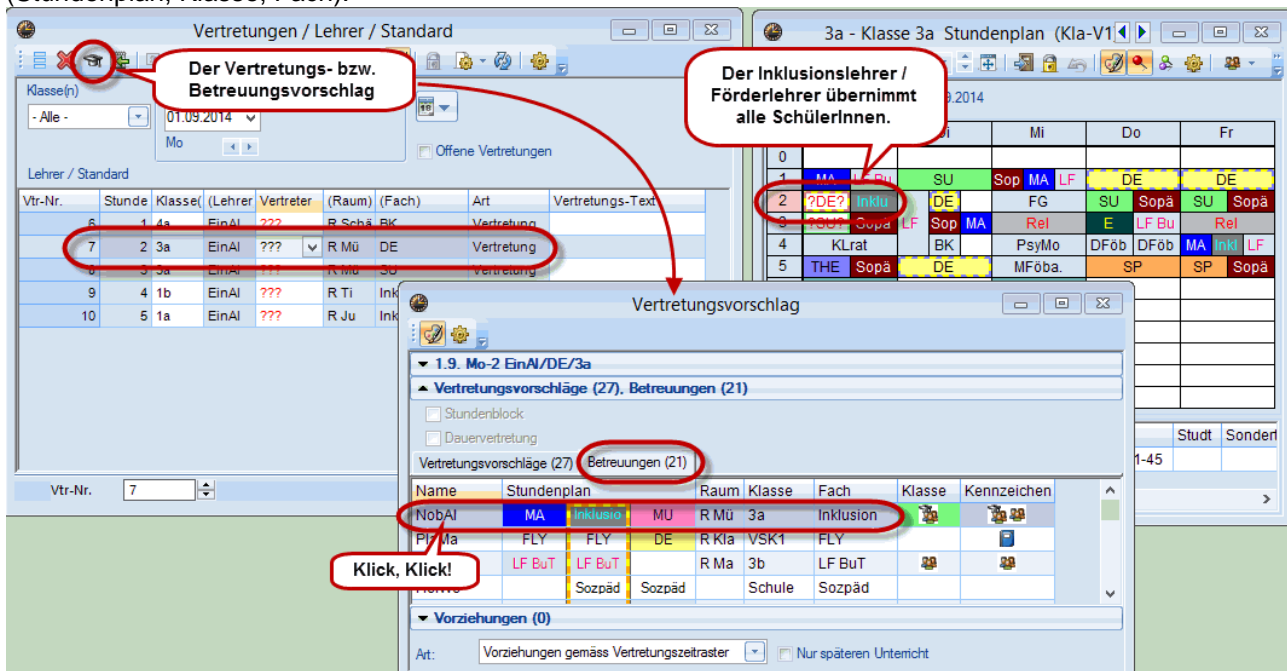 (Stundenplan, Klasse, Fach).
Vertretungen / Lehrer / Standard
Der Vertretungs- bzw.
Betreuungsvorschlag
Klasse(n)
- Alle -
01.09.2014
Mo
18
Offene Vertretungen
Lehrer / Standard
Vtr-Nr. Stunde Klasse( (Lehrer Vertreter (Raum) (Fach) Art Vertretungs-Text
6 1 4a EinAl ??? R Schä BK Vertretung
7 2 3a EinAl ??? R Mü DE Vertretung
8 3 3a EinAl ??? R Mü SU Vertretung
9 4 1b EinAl ??? R Ti Ink
10 5 1a EinAl ??? R Ju Ink
Vtr-Nr. 7
3a - Klasse 3a Stundenplan (Kla-V1
Der Inklusionslehrer /
Förderlehrer übernimmt
alle SchülerInnen.
.2014
Mi Do Fr
0
1 MA LF Bu SU Sop MA LF DE DE
2 ?DE? Inklu DE FG SU Sopä SU Sopä
3 ?SU? Sopä LF Sop MA Rel E LF Bu Rel
4 KLrat BK PsyMo DFöb DFöb MA Inkl LF
5 THE Sopä DE MFöba. SP SP Sopä
Studt Sondert
1-45
Vertretungsvorschlag
1.9. Mo-2 EinAl/DE/3a
Vertretungsvorschläge (27), Betreuungen (21)
Stundenblock
Dauervertretung
Vertretungsvorschläge (27) Betreuungen (21)
Name Stundenplan Raum Klasse Fach Klasse Kennzeichen
NobAl MA Inklusio MU R Mü 3a Inklusion
PlaMa FLY FLY DE R Kla VSK1 FLY
LF BuT LF BuT R Ma 3b LF BuT
Sozpäd Sozpäd Schule Sozpäd
Klick, Klick!
Vorziehungen (0)
Art: Vorziehungen gemäss Vertretungszeitraster Nur späteren Unterricht